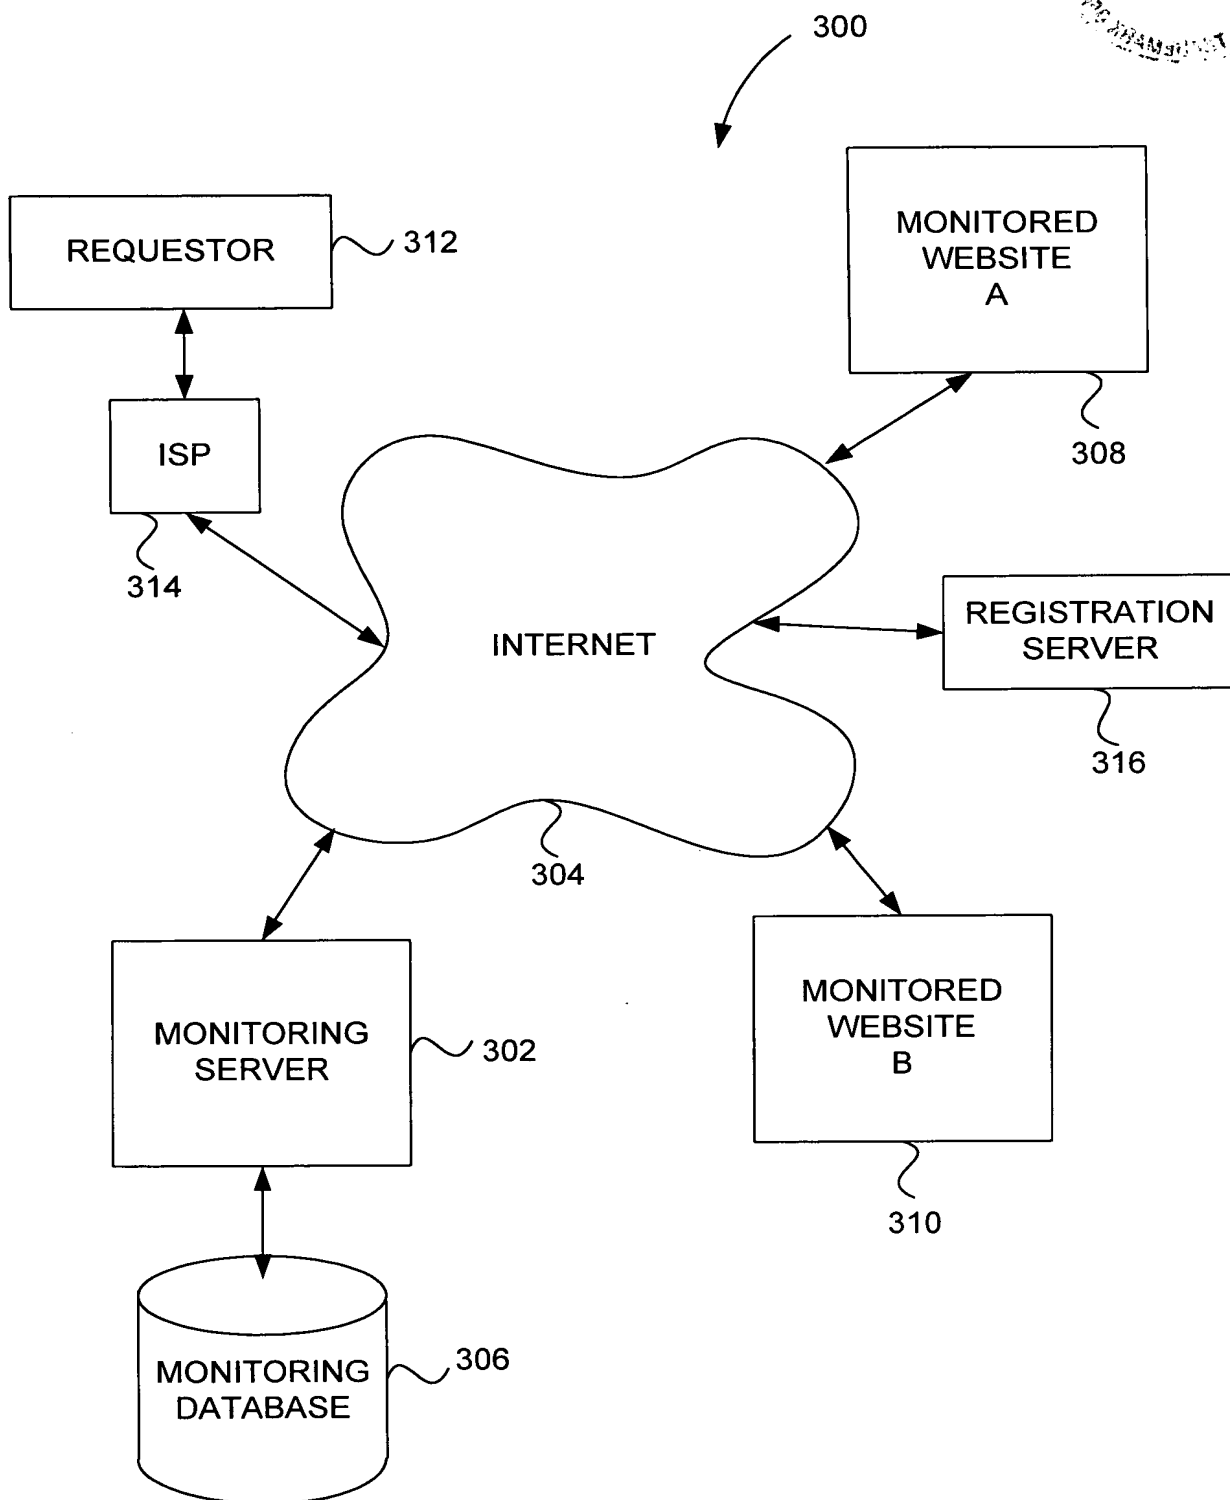 300
REQUESTOR
312
MONITORED
WEBSITE
A
308
ISP
314
INTERNET
304
REGISTRATION
SERVER
316
MONITORING
SERVER
302
MONITORED
WEBSITE
B
310
MONITORING
DATABASE
306